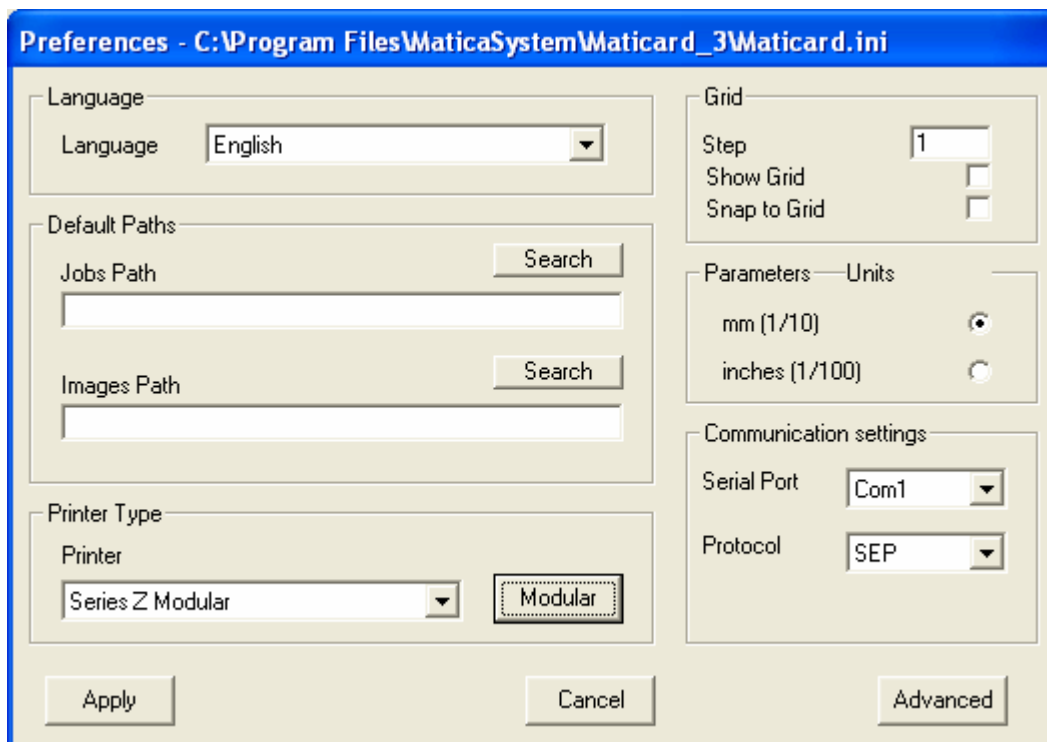 Preferences - C:\Program Files\MaticaSystem\Maticard_3\Maticard.ini
Language
Language English
Default Paths
Jobs Path Search
Images Path Search
Printer Type
Printer
Series Z Modular Modular
Grid
Step 1
Show Grid
Snap to Grid
Parameters Units
mm (1/10)
inches (1/100)
Communication settings
Serial Port Com1
Protocol SEP
Apply Cancel Advanced